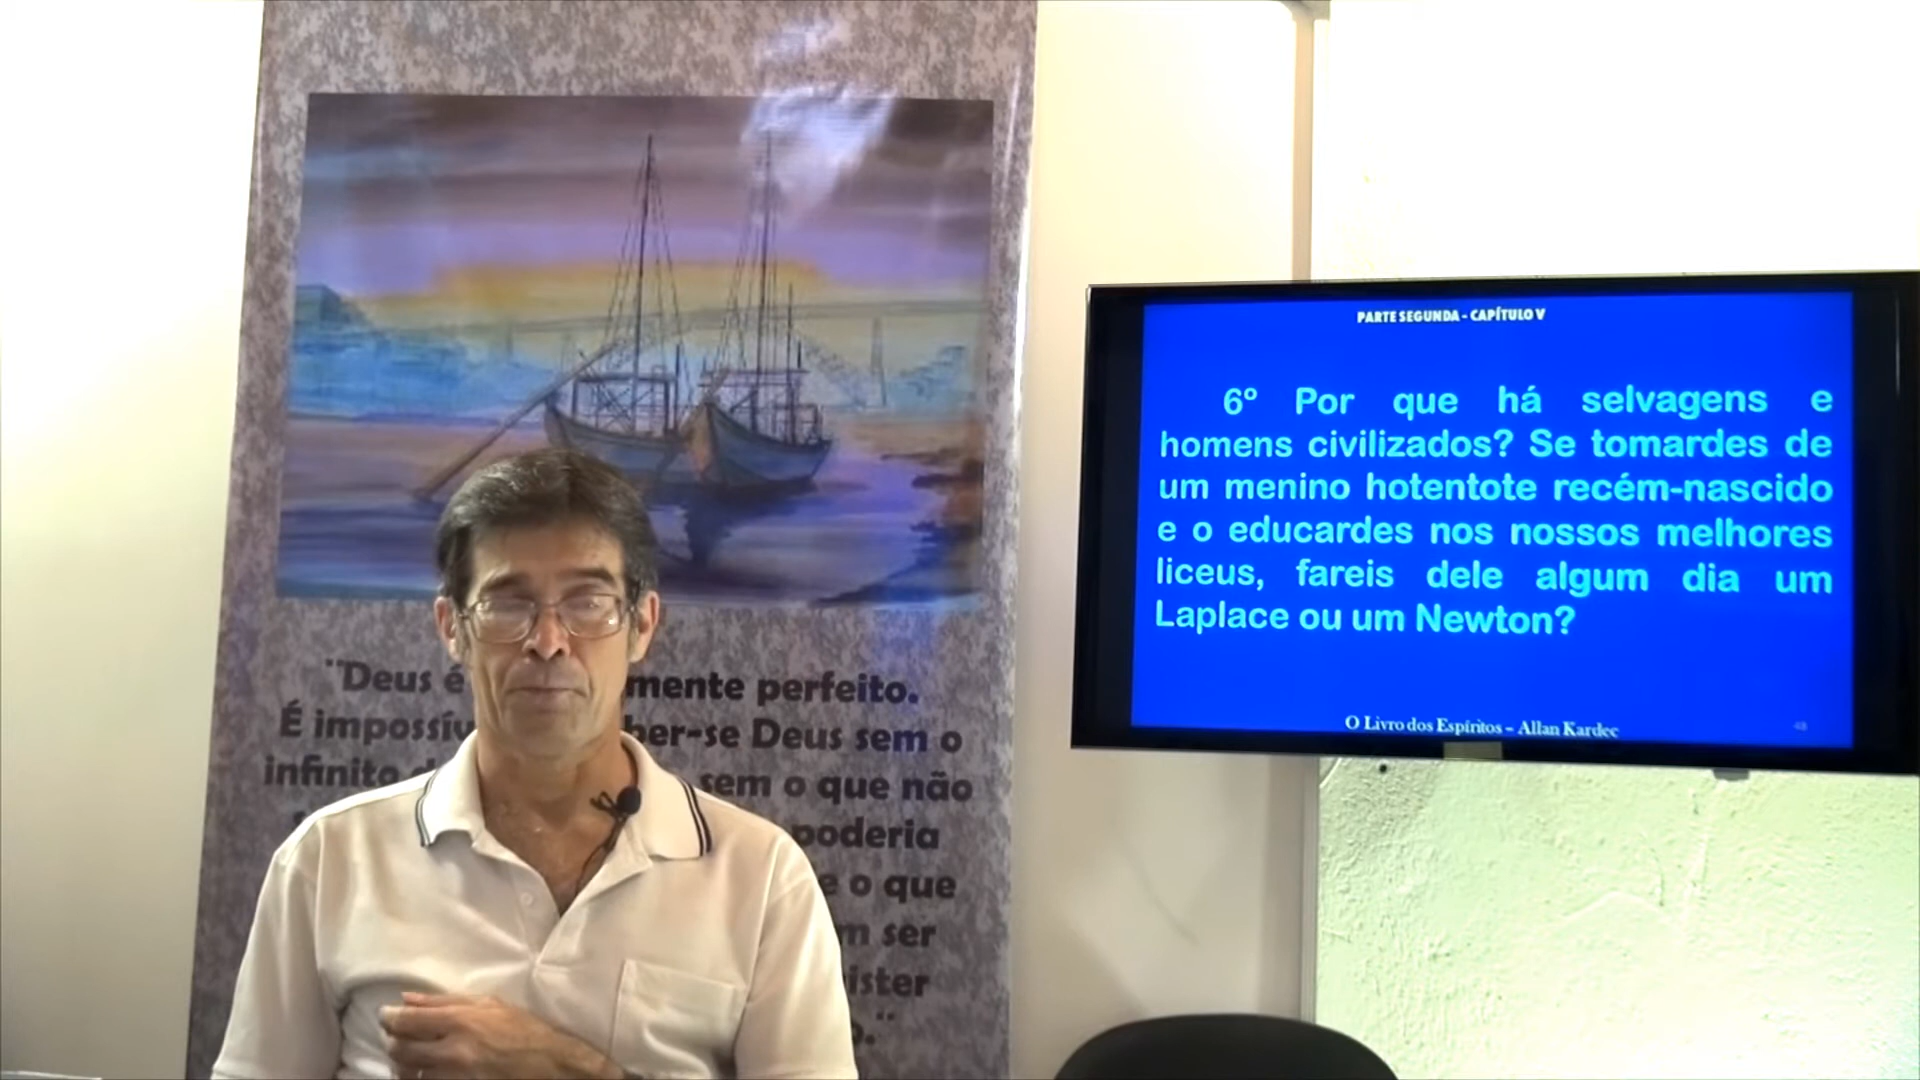 "Deus é mente perfeito.
É impossív ber-se Deus sem o
infinito sem o que não
poderia
e o que
m ser
ister
o."
PARTE SEGUNDA - CAPÍTULO V
6º Por que há selvagens e
homens civilizados? Se tomardes de
um menino hotentote recém-nascido
e o educardes nos nossos melhores
liceus, fareis dele algum dia um
Laplace ou um Newton?
O Livro dos Espíritos – Allan Kardec